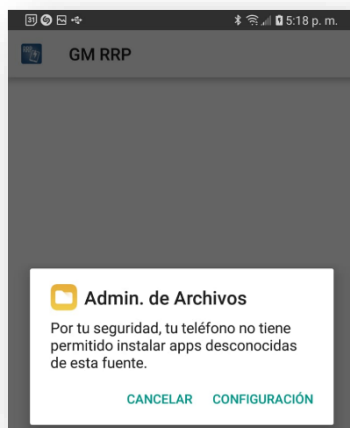 31 5:18 p. m.
GM RRP
Admin. de Archivos
Por tu seguridad, tu teléfono no tiene
permitido instalar apps desconocidas
de esta fuente.
CANCELAR CONFIGURACIÓN